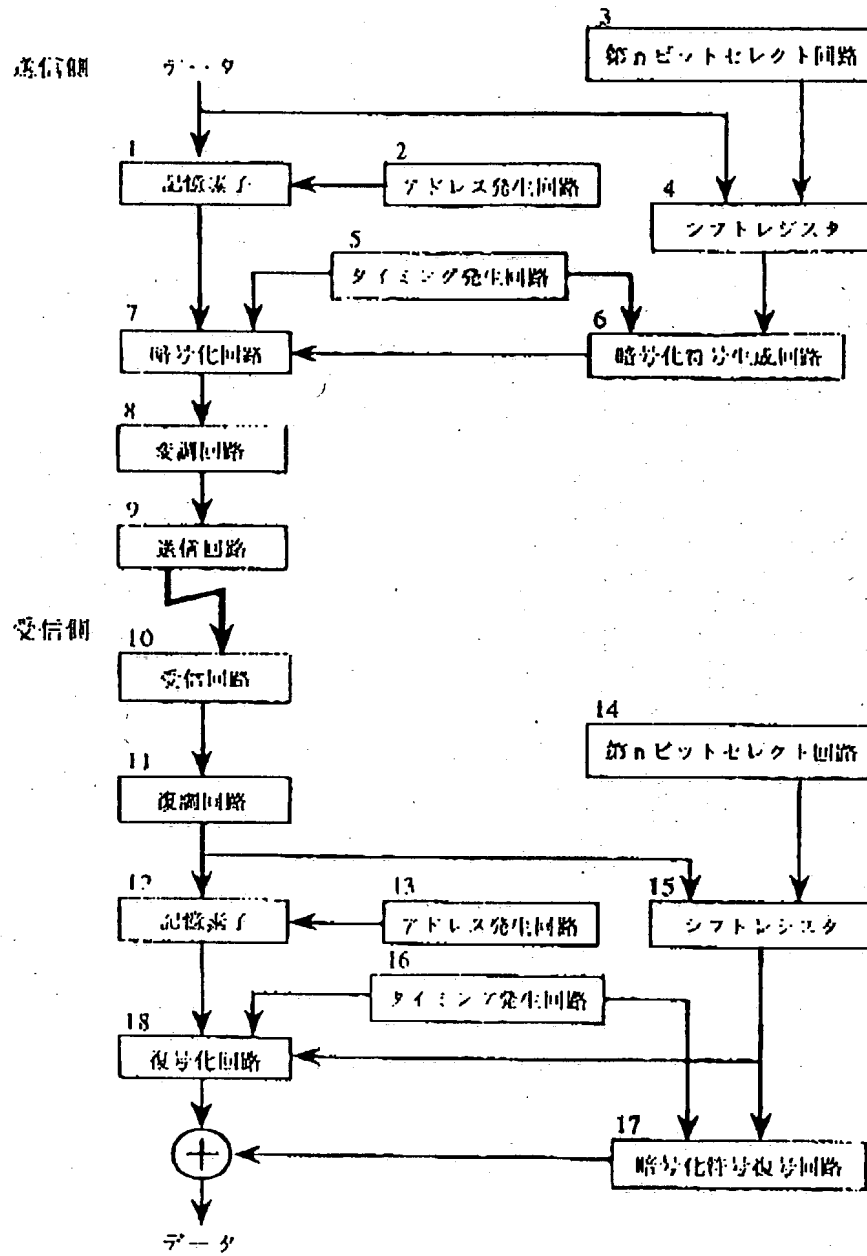 3
第nビットセレクト回路
送信側
データ
1
記憶素子
2
アドレス発生回路
4
シフトレジスタ
5
タイミング発生回路
7
暗号化回路
6
暗号化符号生成回路
8
変調回路
9
送信回路
受信側
10
受信回路
14
第nビットセレクト回路
11
復調回路
12
記憶素子
13
アドレス発生回路
15
シフトレジスタ
16
タイミング発生回路
18
復号化回路
17
暗号化符号復号回路
データ